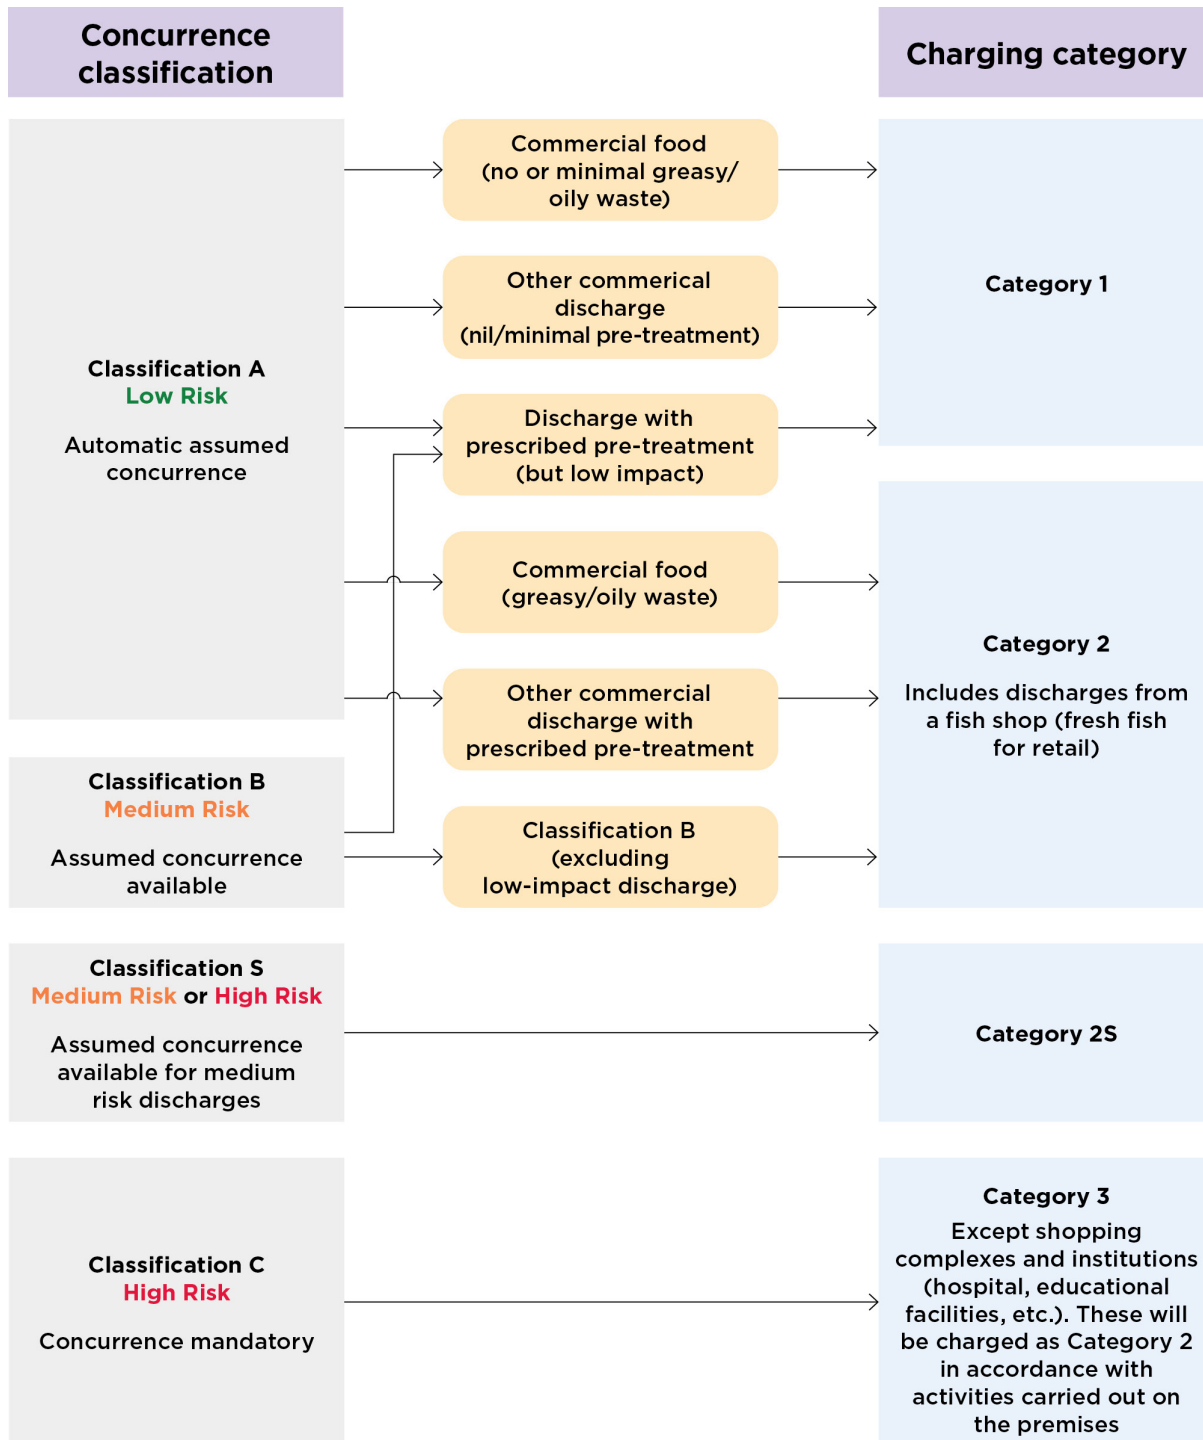 Concurrence
classification
Charging category
Classification A
Low Risk
Automatic assumed
concurrence
Commercial food
(no or minimal greasy/
oily waste)
Other commerical
discharge
(nil/minimal pre-treatment)
Discharge with
prescribed pre-treatment
(but low impact)
Commercial food
(greasy/oily waste)
Other commercial
discharge with
prescribed pre-treatment
Category 1
Category 2
Includes discharges from
a fish shop (fresh fish
for retail)
Classification B
Medium Risk
Assumed concurrence
available
Classification B
(excluding
low-impact discharge)
Classification S
Medium Risk or High Risk
Assumed concurrence
available for medium
risk discharges
Category 2S
Classification C
High Risk
Concurrence mandatory
Category 3
Except shopping
complexes and institutions
(hospital, educational
facilities, etc.). These will
be charged as Category 2
in accordance with
activities carried out on
the premises